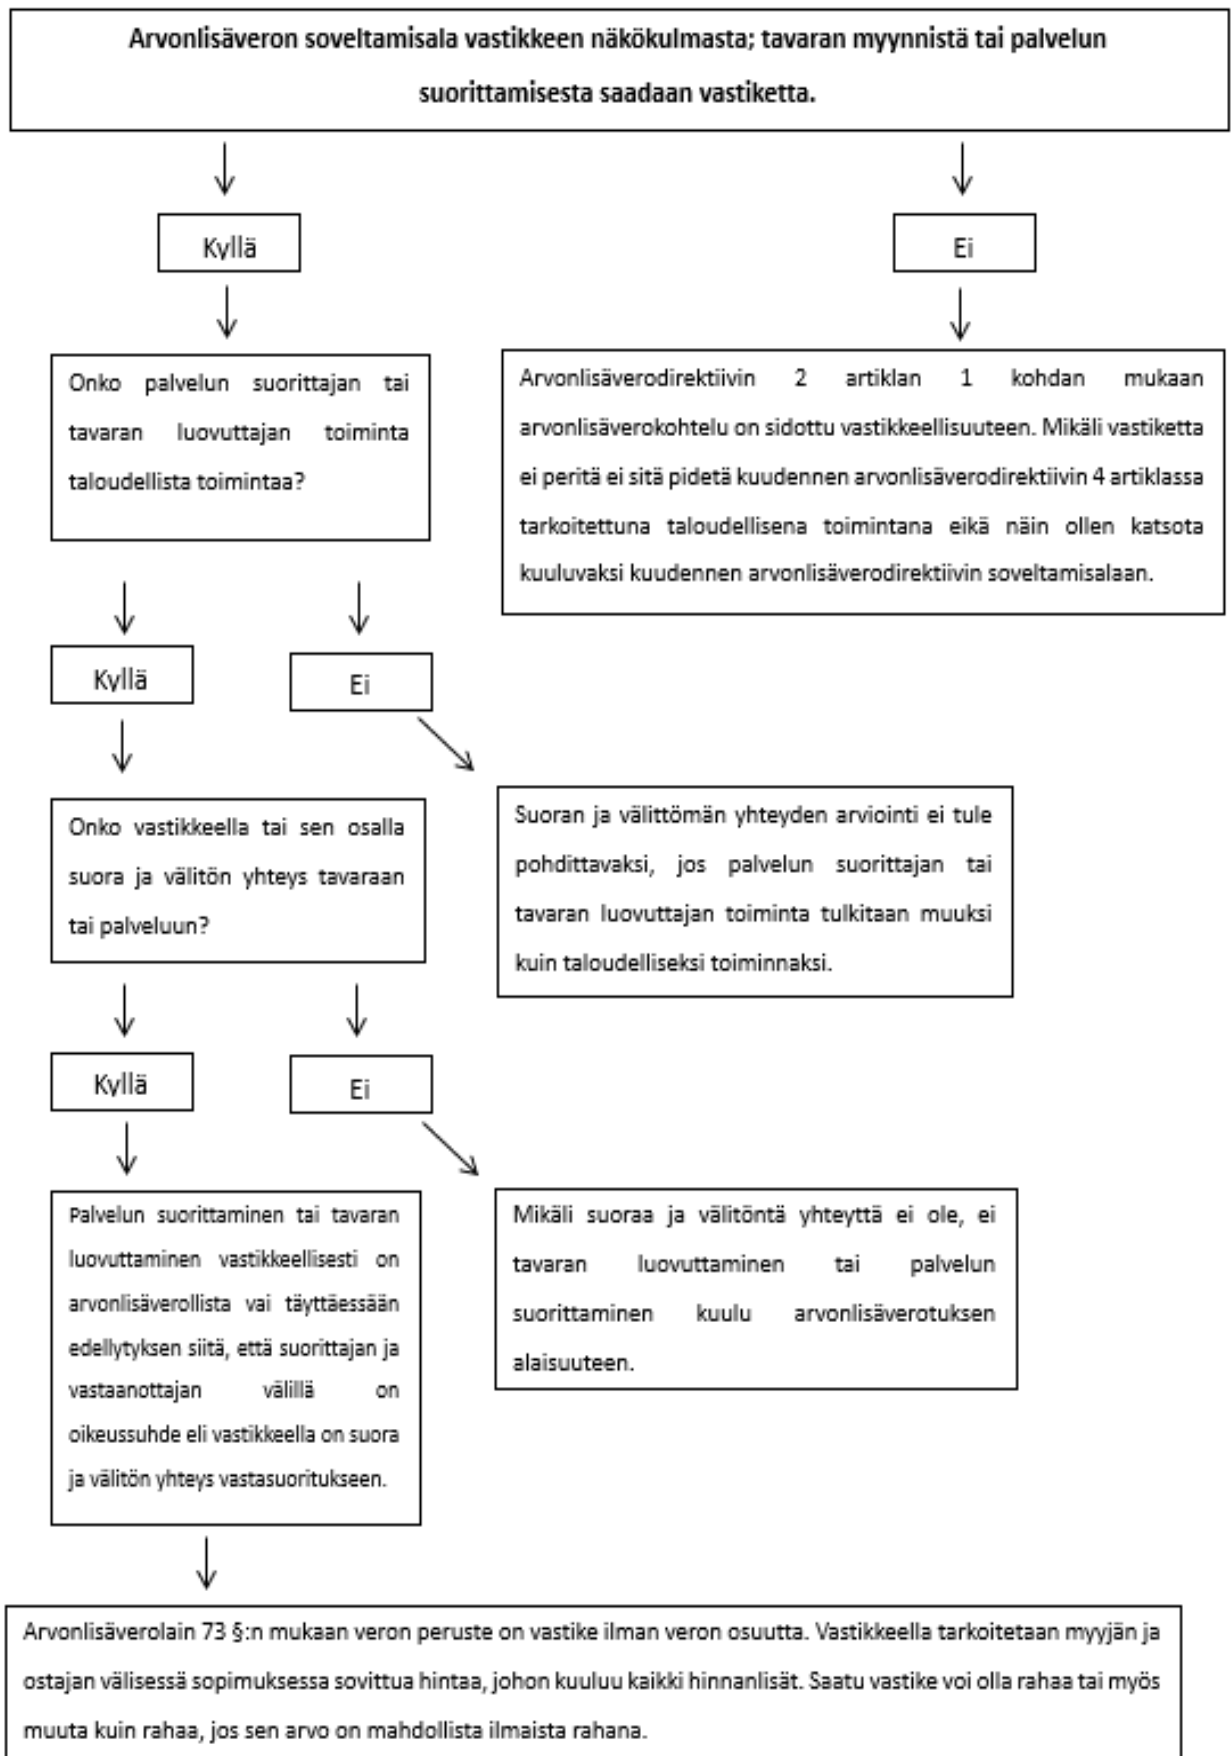 Arvonlisäveron soveltamisala vastikkeen näkökulmasta; tavaran myynnistä tai palvelun
suorittamisesta saadaan vastiketta.
Kyllä
Ei
Onko palvelun suorittajan tai
tavaran luovuttajan toiminta
taloudellista toimintaa?
Arvonlisäverodirektiivin 2 artiklan 1 kohdan mukaan
arvonlisäverokohtelu on sidottu vastikkeellisuuteen. Mikäli vastiketta
ei peritä ei sitä pidetä kuudennen arvonlisäverodirektiivin 4 artiklassa
tarkoitettuna taloudellisena toimintana eikä näin ollen katsota
kuuluvaksi kuudennen arvonlisäverodirektiivin soveltamisalaan.
Kyllä
Ei
Onko vastikkeella tai sen osalla
suora ja välitön yhteys tavaraan
tai palveluun?
Suoran ja välittömän yhteyden arviointi ei tule
pohdittavaksi, jos palvelun suorittajan tai
tavaran luovuttajan toiminta tulkitaan muuksi
kuin taloudelliseksi toiminnaksi.
Kyllä
Ei
Palvelun suorittaminen tai tavaran
luovuttaminen vastikkeellisesti on
arvonlisäverollista vai täyttäessään
edellytyksen siitä, että suorittajan ja
vastaanottajan välillä on
oikeussuhde eli vastikkeella on suora
ja välitön yhteys vastasuoritukseen.
Mikäli suoraa ja välitöntä yhteyttä ei ole, ei
tavaran luovuttaminen tai palvelun
suorittaminen kuulu arvonlisäverotuksen
alaisuuteen.
Arvonlisäverolain 73 §:n mukaan veron peruste on vastike ilman veron osuutta. Vastikkeella tarkoitetaan myyjän ja
ostajan välisessä sopimuksessa sovittua hintaa, johon kuuluu kaikki hinnanlisät. Saatu vastike voi olla rahaa tai myös
muuta kuin rahaa, jos sen arvo on mahdollista ilmaista rahana.